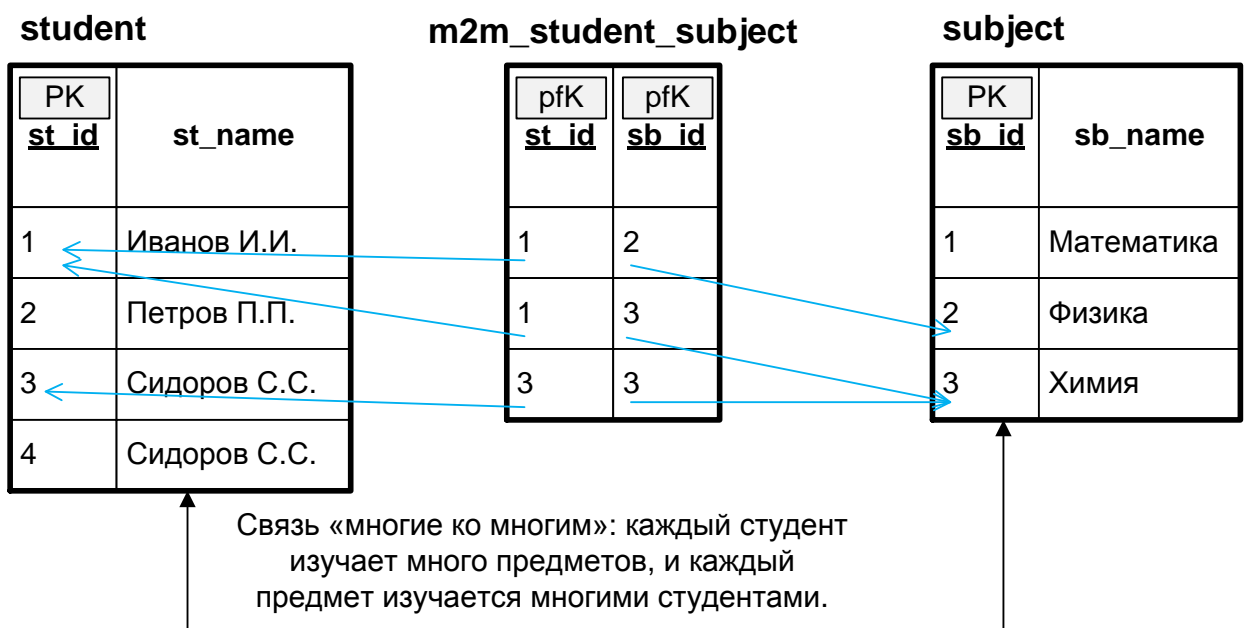 student
m2m_student_subject
subject
PK
st_id
st_name
1
Иванов И.И.
2
Петров П.П.
3
Сидоров С.С.
4
Сидоров С.С.
pfK
pfK
st_id
sb_id
1
2
1
3
3
3
PK
sb_id
sb_name
1
Математика
2
Физика
3
Химия
Связь «многие ко многим»: каждый студент
изучает много предметов, и каждый
предмет изучается многими студентами.